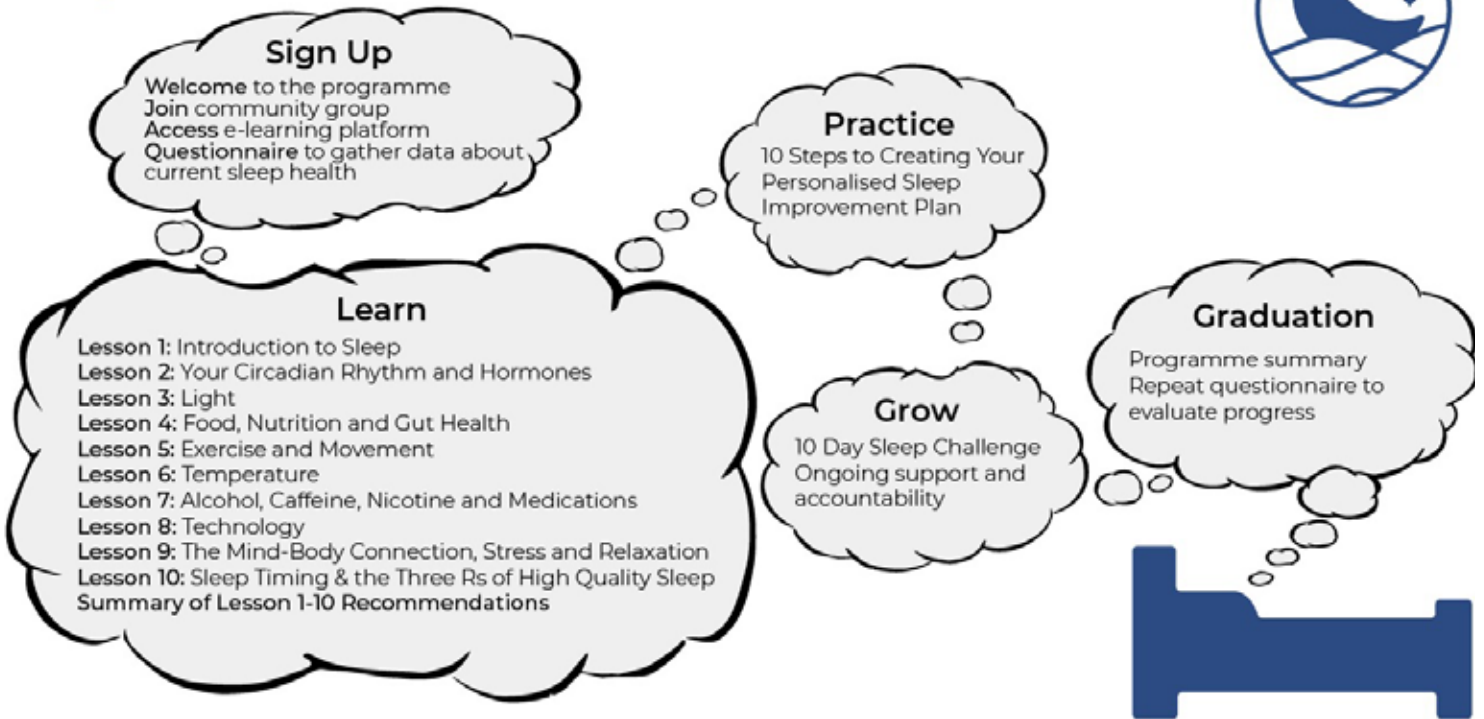 Sign Up
Welcome to the programme
Join community group
Access e-learning platform
Questionnaire to gather data about
current sleep health
Learn
Lesson 1: Introduction to Sleep
Lesson 2: Your Circadian Rhythm and Hormones
Lesson 3: Light
Lesson 4: Food, Nutrition and Gut Health
Lesson 5: Exercise and Movement
Lesson 6: Temperature
Lesson 7: Alcohol, Caffeine, Nicotine and Medications
Lesson 8: Technology
Lesson 9: The Mind-Body Connection, Stress and Relaxation
Lesson 10: Sleep Timing & the Three Rs of High Quality Sleep
Summary of Lesson 1-10 Recommendations
Practice
10 Steps to Creating Your
Personalised Sleep
Improvement Plan
Grow
10 Day Sleep Challenge
Ongoing support and
accountability
Graduation
Programme summary
Repeat questionnaire to
evaluate progress